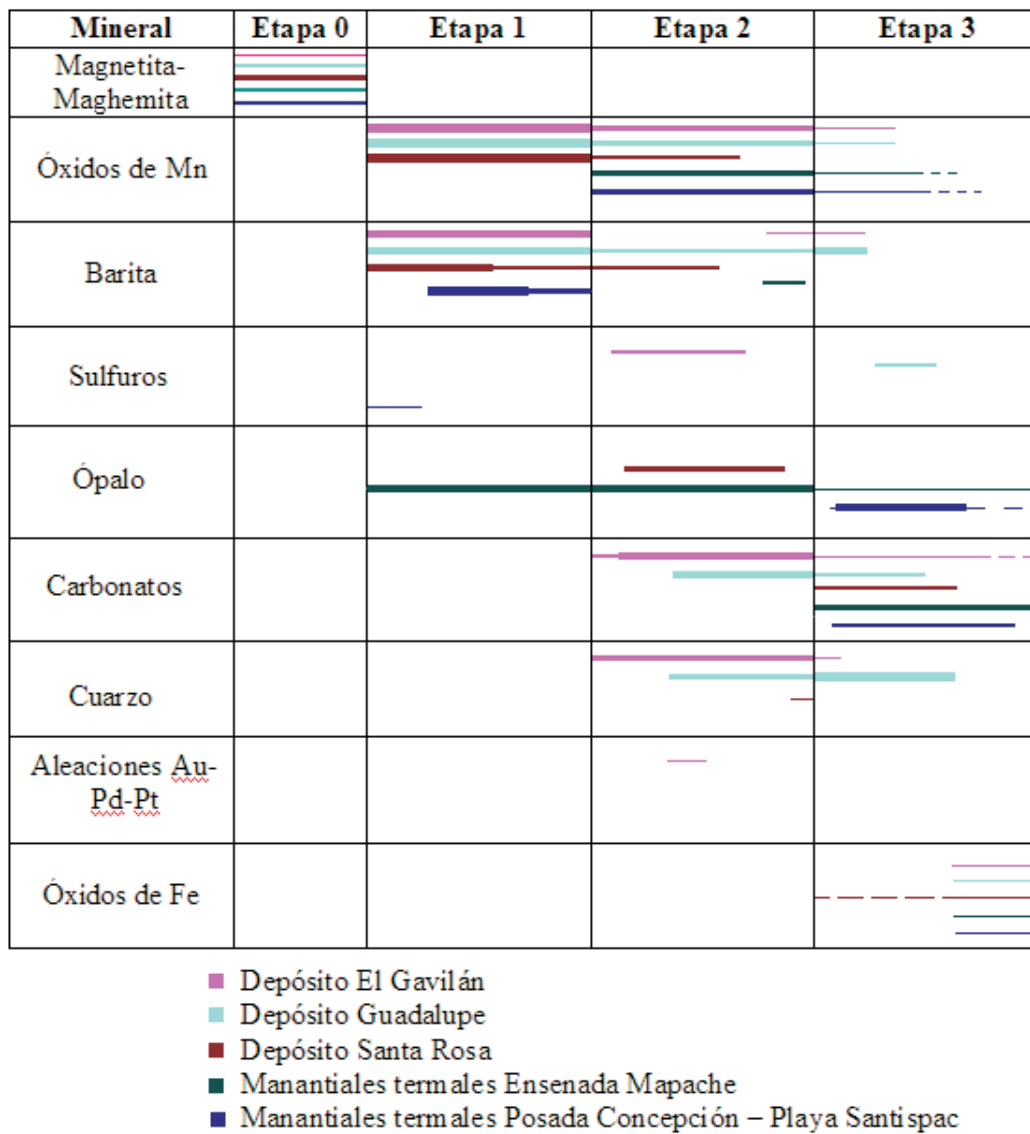 Mineral Etapa 0 Etapa 1 Etapa 2 Etapa 3
Magnetita-
Maghemita
Óxidos de Mn
Barita
Sulfuros
Ópalo
Carbonatos
Cuarzo
Aleaciones Au-
Pd-Pt
Óxidos de Fe
Depósito El Gavilán
Depósito Guadalupe
Depósito Santa Rosa
Manantiales termales Ensenada Mapache
Manantiales termales Posada Concepción – Playa Santispac